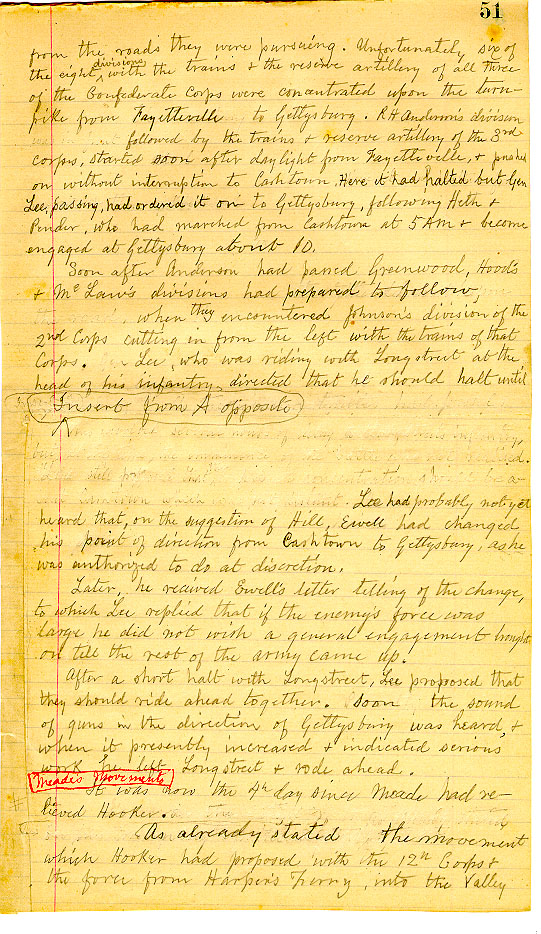 51
from the roads they were pursuing. Unfortunately six of
the eight divisions with the trains & the reserve artillery of all three
of the Confederate Corps were concentrated upon the turn-
pike from Fayetteville to Gettysburg. R H Anderson's division
followed by the trains & reserve artillery of the 3rd
corps, started soon after daylight from Fayetteville, & pushed
on without interruption to Cashtown. Here it had halted but Gen
Lee, passing, had ordered it on to Gettysburg, following Heth &
Pender, who had marched from Cashtown at 5 AM & become
engaged at Gettysburg about 10.
Soon after Anderson had passed Greenwood, Hood's
& McLaws's divisions had prepared to follow,
when they encountered Johnson's division of the
2nd Corps cutting in from the left with the trains of that
Corps. Lee, who was riding with Longstreet at the
head of his infantry, directed that he should halt until
Insert from A opposite
Lee had probably not yet
heard that, on the suggestion of Hill, Ewell had changed
his point of direction from Cashtown to Gettysburg, as he
was authorized to do at discretion.
Later, he received Ewell's letter telling of the change,
to which Lee replied that if the enemy's force was
large he did not wish a general engagement brought
on till the rest of the army came up.
After a short halt with Longstreet, Lee proposed that
they should ride ahead together. Soon the sound
of guns in the direction of Gettysburg was heard, &
when it presently increased & indicated serious
work he left Longstreet & rode ahead.
Meade's Movements
It was now the 4th day since Meade had re-
lieved Hooker.
As already stated the movement
which Hooker had proposed with the 12th Corps &
the force from Harper's Ferry, into the Valley